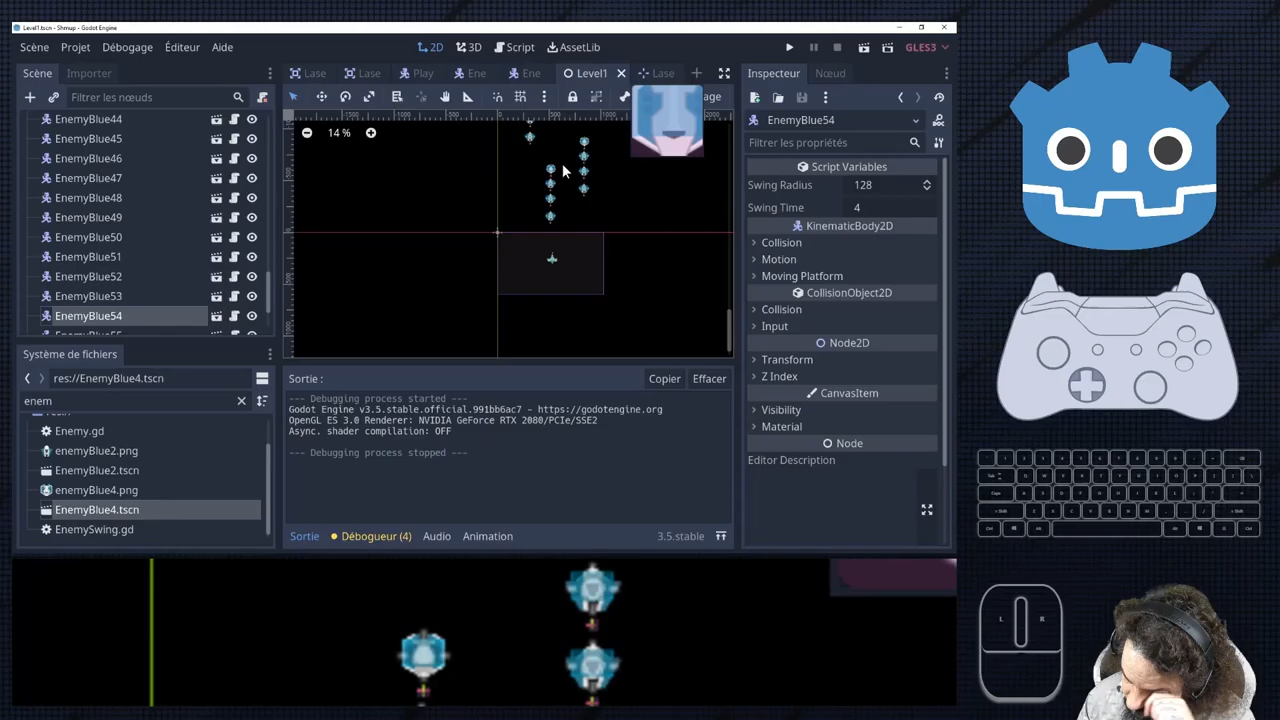 Level1.tscn - Shmup - Godot Engine
Scène Projet Débogage Éditeur Aide
2D 3D Script AssetLib
GLES3
Scène Importer
Lase Lase Play Ene Ene Level1 Lase
Inspecteur Nœud
Filtrer les nœuds
age
14 %
EnemyBlue54
Filtrer les propriétés
EnemyBlue44
EnemyBlue45
EnemyBlue46
EnemyBlue47
EnemyBlue48
EnemyBlue49
EnemyBlue50
EnemyBlue51
EnemyBlue52
EnemyBlue53
EnemyBlue54
Script Variables
Swing Radius 128
Swing Time 4
KinematicBody2D
Collision
Motion
Moving Platform
CollisionObject2D
Collision
Input
Node2D
Transform
Z Index
CanvasItem
Visibility
Material
Node
Editor Description
Système de fichiers
res://EnemyBlue4.tscn
enem
Enemy.gd
enemyBlue2.png
EnemyBlue2.tscn
enemyBlue4.png
EnemyBlue4.tscn
EnemySwing.gd
Sortie :
Copier Effacer
--- Debugging process started ---
Godot Engine v3.5.stable.official.991bb6ac7 - https://godotengine.org
OpenGL ES 3.0 Renderer: NVIDIA GeForce RTX 2080/PCIe/SSE2
Async. shader compilation: OFF
--- Debugging process stopped ---
Sortie Débogueur (4) Audio Animation
3.5.stable
L R